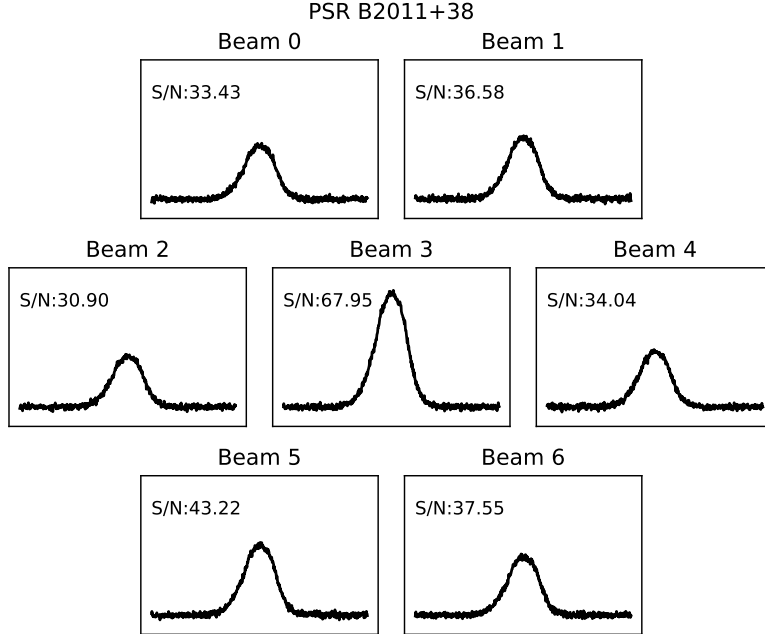 PSR B2011+38
Beam 0
Beam 1
S/N:33.43
S/N:36.58
Beam 2
Beam 3
Beam 4
S/N:30.90
S/N:67.95
S/N:34.04
Beam 5
Beam 6
S/N:43.22
S/N:37.55